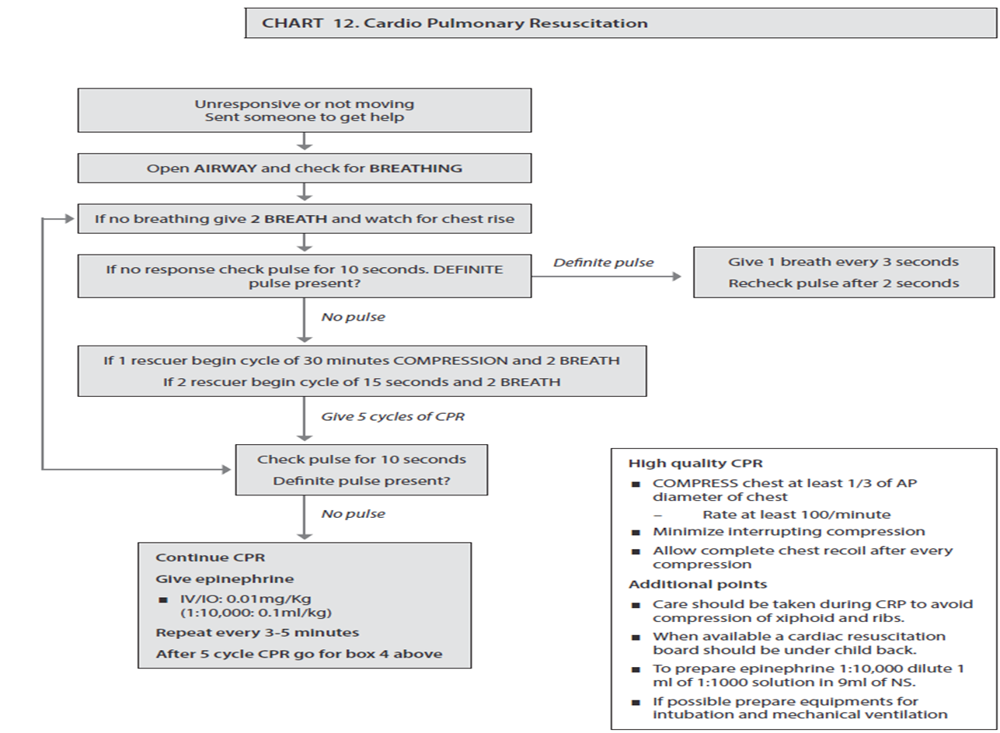 CHART 12. Cardio Pulmonary Resuscitation
Unresponsive or not moving
Sent someone to get help
Open AIRWAY and check for BREATHING
If no breathing give 2 BREATH and watch for chest rise
If no response check pulse for 10 seconds. DEFINITE
pulse present?
Definite pulse
Give 1 breath every 3 seconds
Recheck pulse after 2 seconds
No pulse
If 1 rescuer begin cycle of 30 minutes COMPRESSION and 2 BREATH
If 2 rescuer begin cycle of 15 seconds and 2 BREATH
Give 5 cycles of CPR
Check pulse for 10 seconds
Definite pulse present?
No pulse
Continue CPR
Give epinephrine
■ IV/IO: 0.01mg/Kg
(1:10,000: 0.1ml/kg)
Repeat every 3-5 minutes
After 5 cycle CPR go for box 4 above
High quality CPR
■ COMPRESS chest at least 1/3 of AP
diameter of chest
– Rate at least 100/minute
■ Minimize interrupting compression
■ Allow complete chest recoil after every
compression
Additional points
■ Care should be taken during CRP to avoid
compression of xiphoid and ribs.
■ When available a cardiac resuscitation
board should be under child back.
■ To prepare epinephrine 1:10,000 dilute 1
ml of 1:1000 solution in 9ml of NS.
■ If possible prepare equipments for
intubation and mechanical ventilation